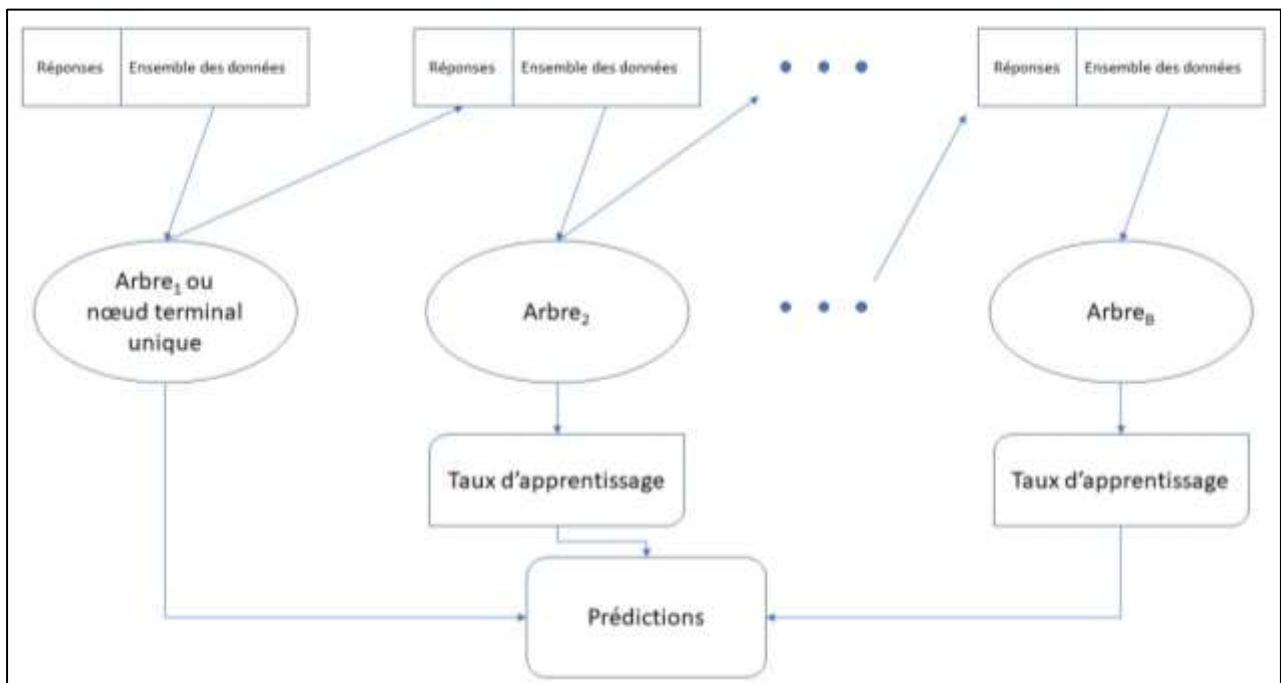 Réponses Ensemble des données
Réponses Ensemble des données
Réponses Ensemble des données
Arbre₁ ou
nœud terminal
unique
Arbre₂
Arbre_B
Taux d'apprentissage
Taux d'apprentissage
Prédictions